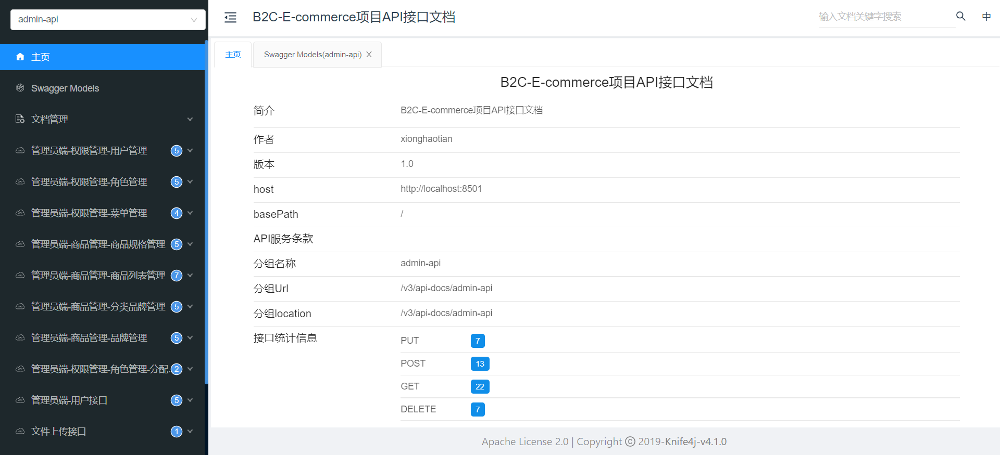 admin-api
主页
Swagger Models
文档管理
管理员端-权限管理-用户管理 5
管理员端-权限管理-角色管理 5
管理员端-权限管理-菜单管理 4
管理员端-商品管理-商品规格管理 5
管理员端-商品管理-商品列表管理 7
管理员端-商品管理-分类品牌管理 5
管理员端-商品管理-品牌管理 5
管理员端-权限管理-角色管理-分配. 2
管理员端-用户接口 5
文件上传接口 1
B2C-E-commerce项目API接口文档
输入文档关键字搜索
中
主页
Swagger Models(admin-api)
B2C-E-commerce项目API接口文档
简介 B2C-E-commerce项目API接口文档
作者 xionghaotian
版本 1.0
host http://localhost:8501
basePath /
API服务条款
分组名称 admin-api
分组Url /v3/api-docs/admin-api
分组location /v3/api-docs/admin-api
接口统计信息
PUT 7
POST 13
GET 22
DELETE 7
Apache License 2.0 | Copyright © 2019-Knife4j-v4.1.0